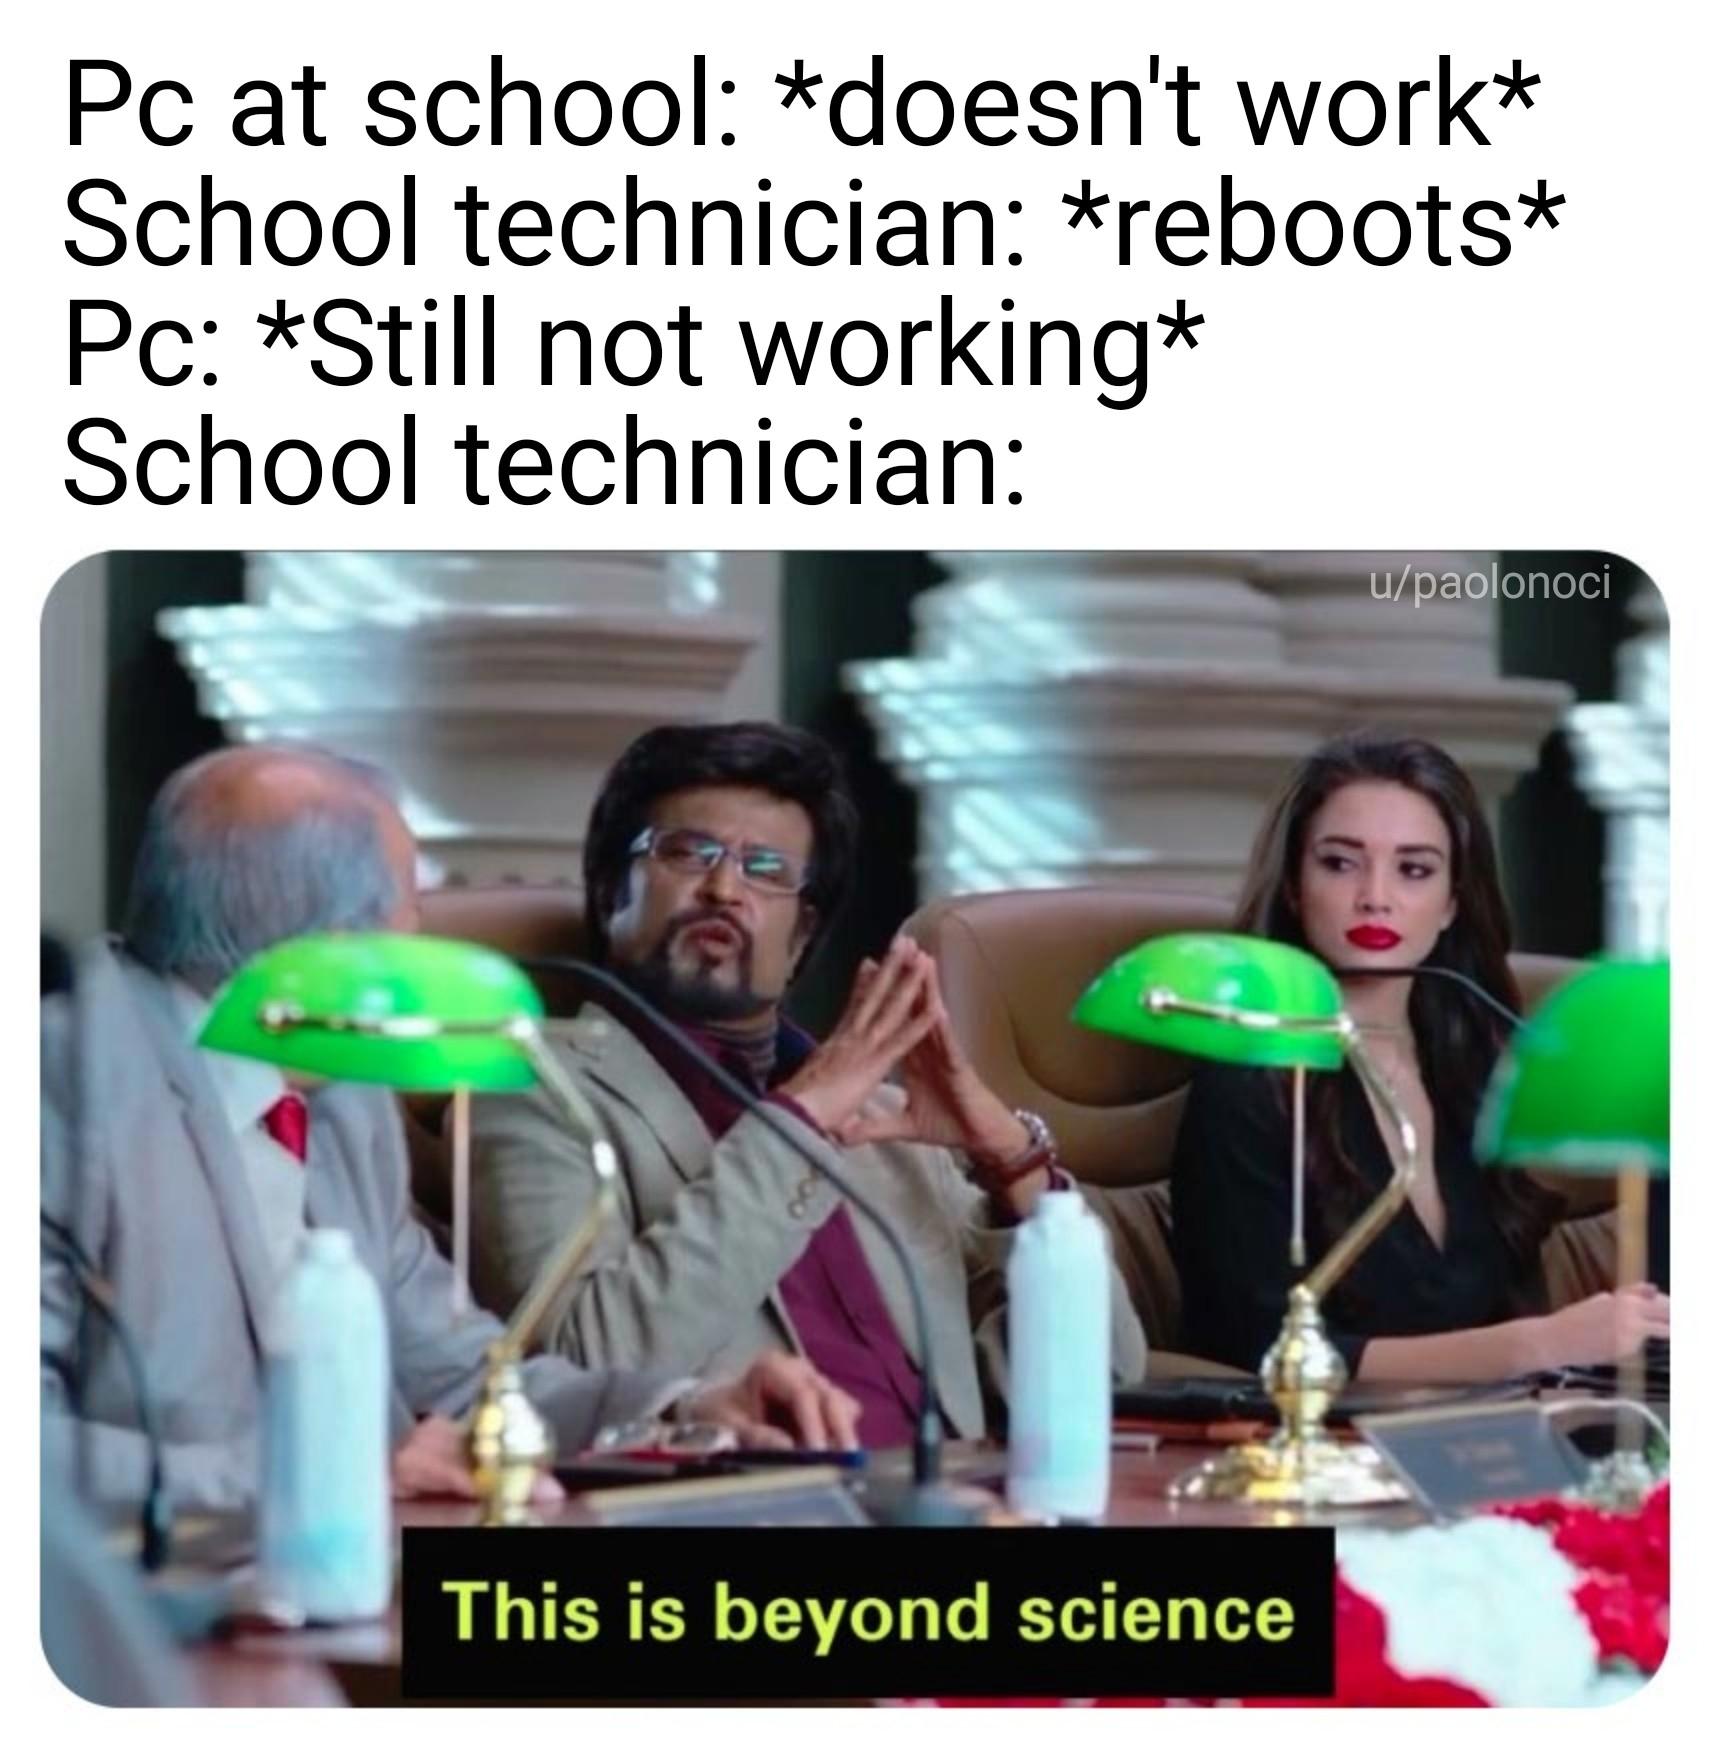 Pc at school: *doesn't work*
School technician: *reboots*
Pc: *Still not working*
School technician:
u/paolonoci
This is beyond science